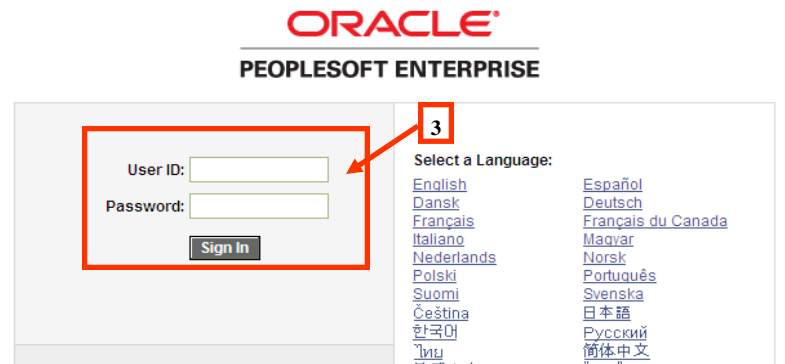 ORACLE
PEOPLESOFT ENTERPRISE
3
User ID:
Password:
Sign In
Select a Language:
English Español
Dansk Deutsch
Français Français du Canada
Italiano Magyar
Nederlands Norsk
Polski Português
Suomi Svenska
Čeština 日本語
한국어 Русский
ไทย 简体中文